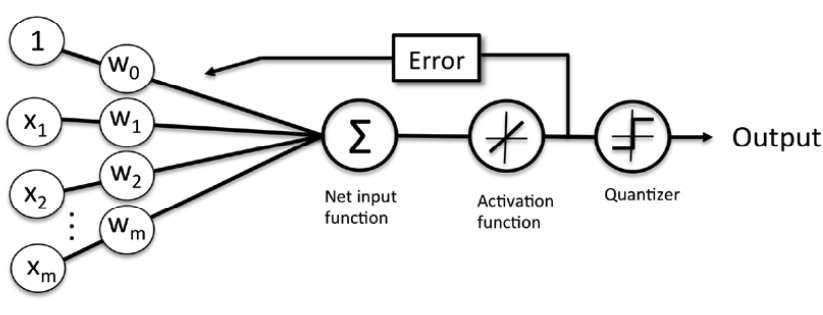 1
w0
Error
x1
w1
Σ
Output
x2
w2
Net input
function
Activation
function
Quantizer
⋮
wm
xm